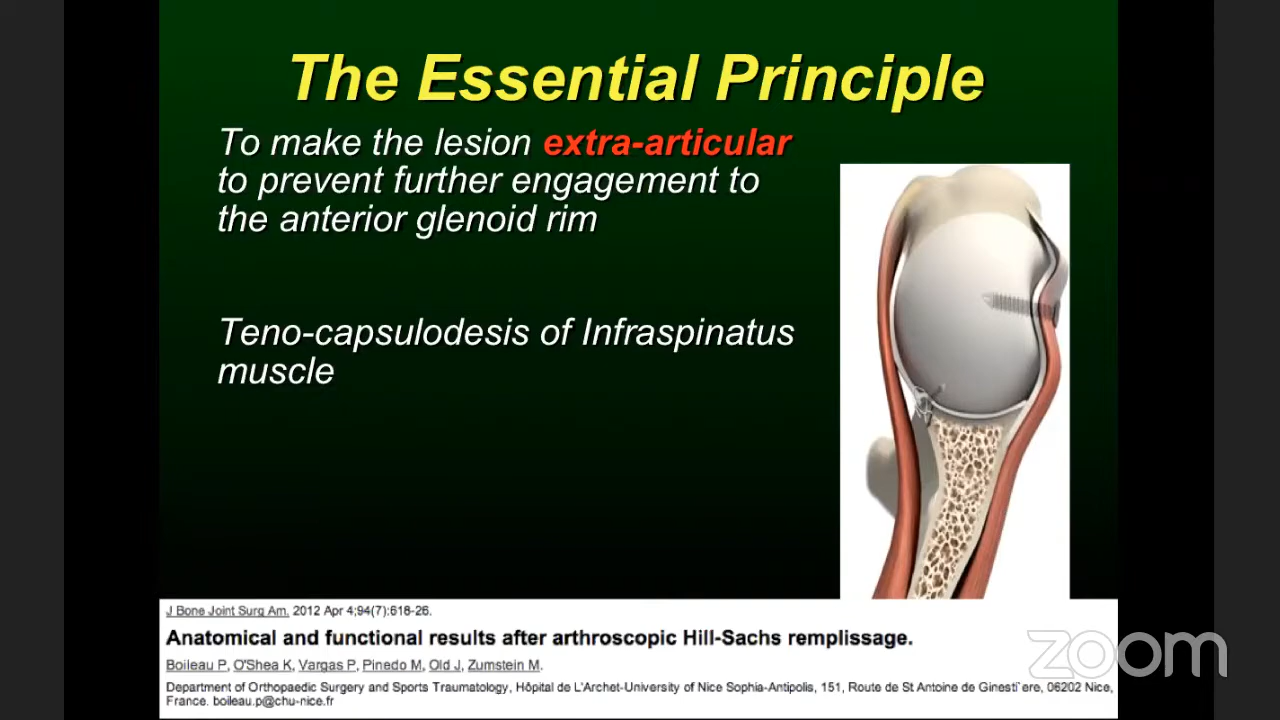 The Essential Principle
To make the lesion extra-articular
to prevent further engagement to
the anterior glenoid rim
Teno-capsulodesis of Infraspinatus
muscle
J Bone Joint Surg Am. 2012 Apr 4;94(7):618-26.
Anatomical and functional results after arthroscopic Hill-Sachs remplissage.
Boileau P, O'Shea K, Vargas P, Pinedo M, Old J, Zumstein M.
Department of Orthopaedic Surgery and Sports Traumatology, Hôpital de L'Archet-University of Nice Sophia-Antipolis, 151, Route de St Antoine de Ginesti`ere, 06202 Nice,
France. boileau.p@chu-nice.fr
zoom